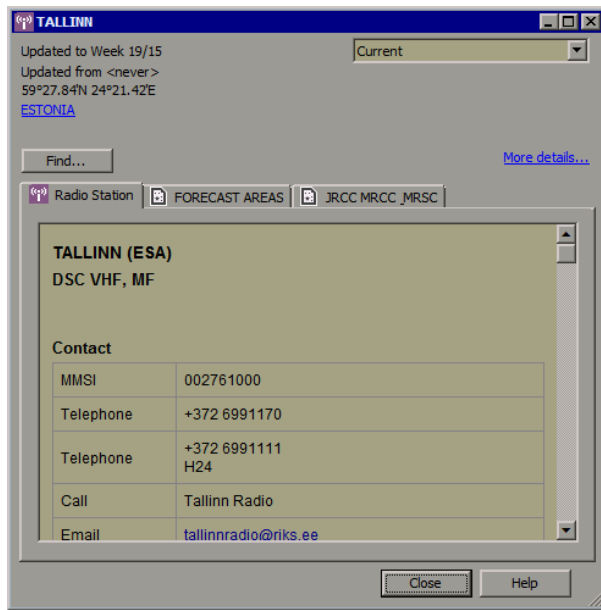 TALLINN
Updated to Week 19/15
Current
Updated from <never>
59°27.84'N 24°21.42'E
ESTONIA
Find...
More details...
Radio Station
FORECAST AREAS
JRCC MRCC_MRSC
TALLINN (ESA)
DSC VHF, MF
Contact
MMSI 002761000
Telephone +372 6991170
Telephone +372 6991111
H24
Call Tallinn Radio
Email tallinnradio@riks.ee
Close
Help